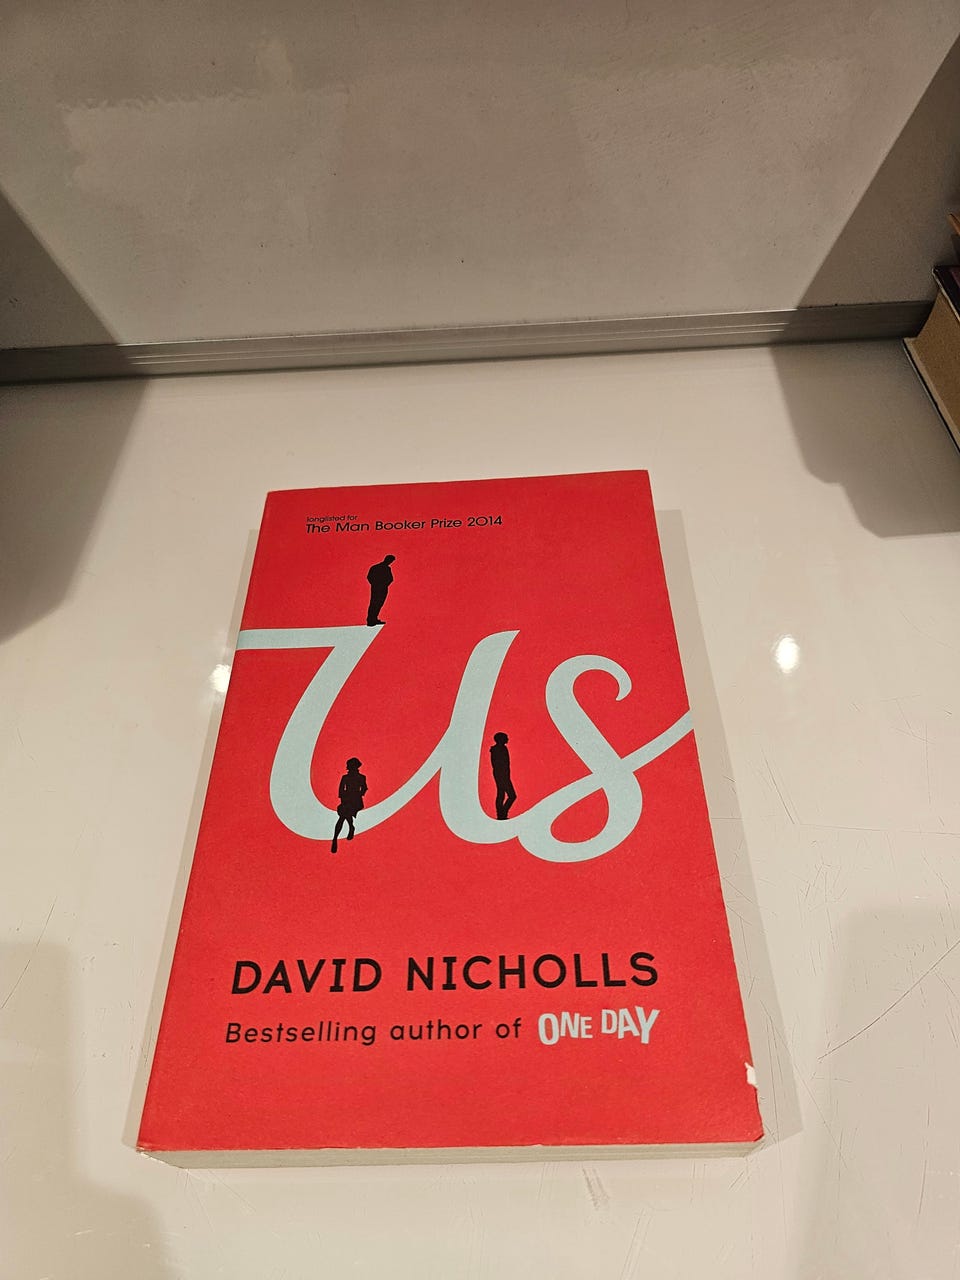 longlisted for
The Man Booker Prize 2014
Us
DAVID NICHOLLS
Bestselling author of ONE DAY